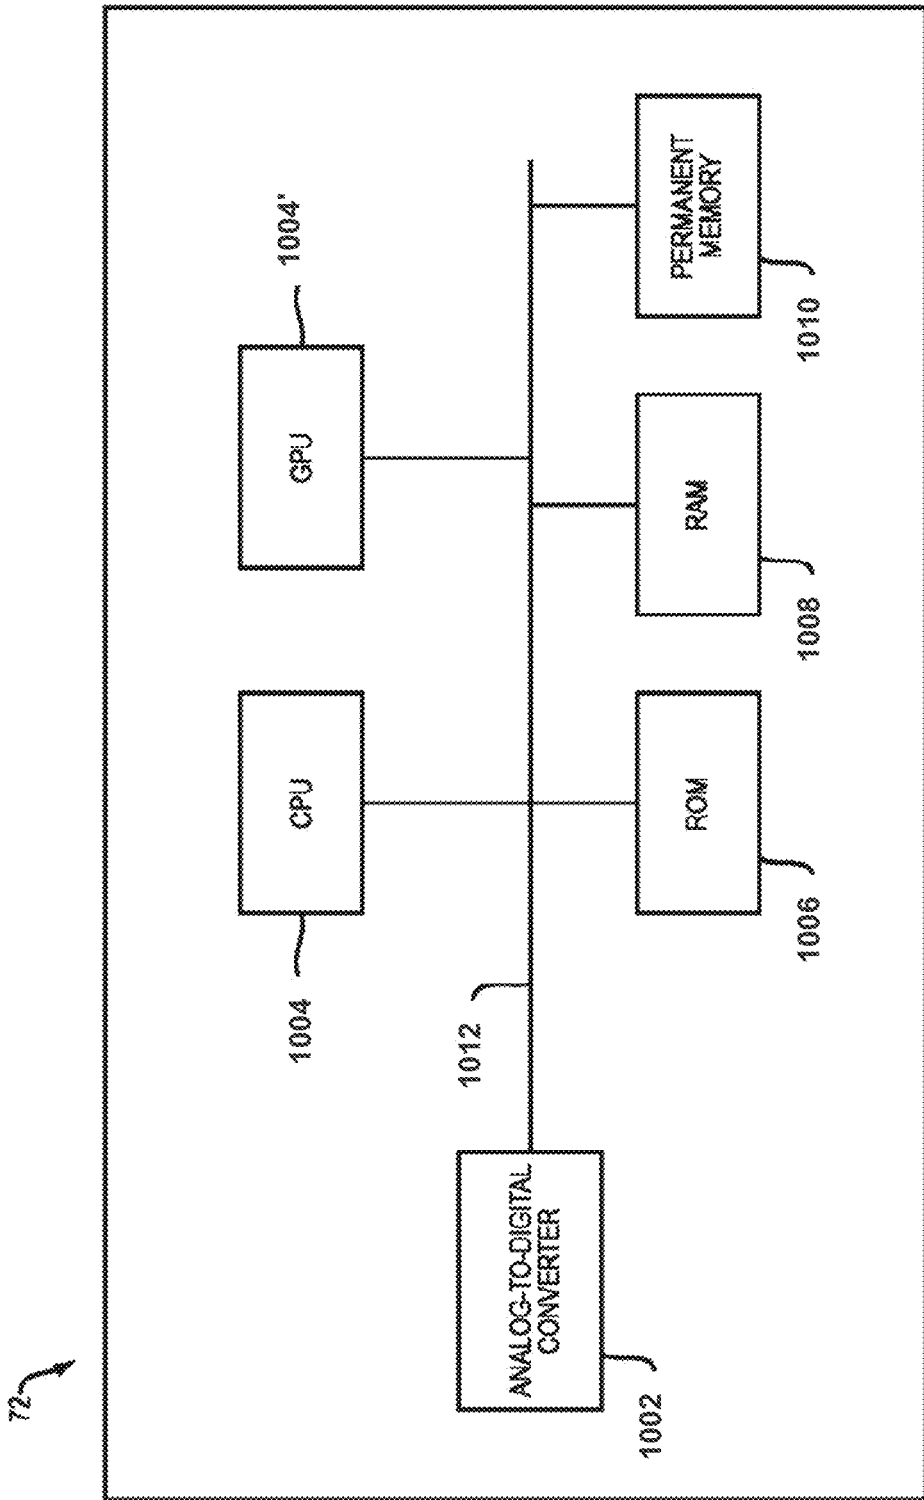 72
CPU
1004
GPU
1004'
1012
ANALOG-TO-DIGITAL
CONVERTER
1002
ROM
1006
RAM
1008
PERMANENT
MEMORY
1010